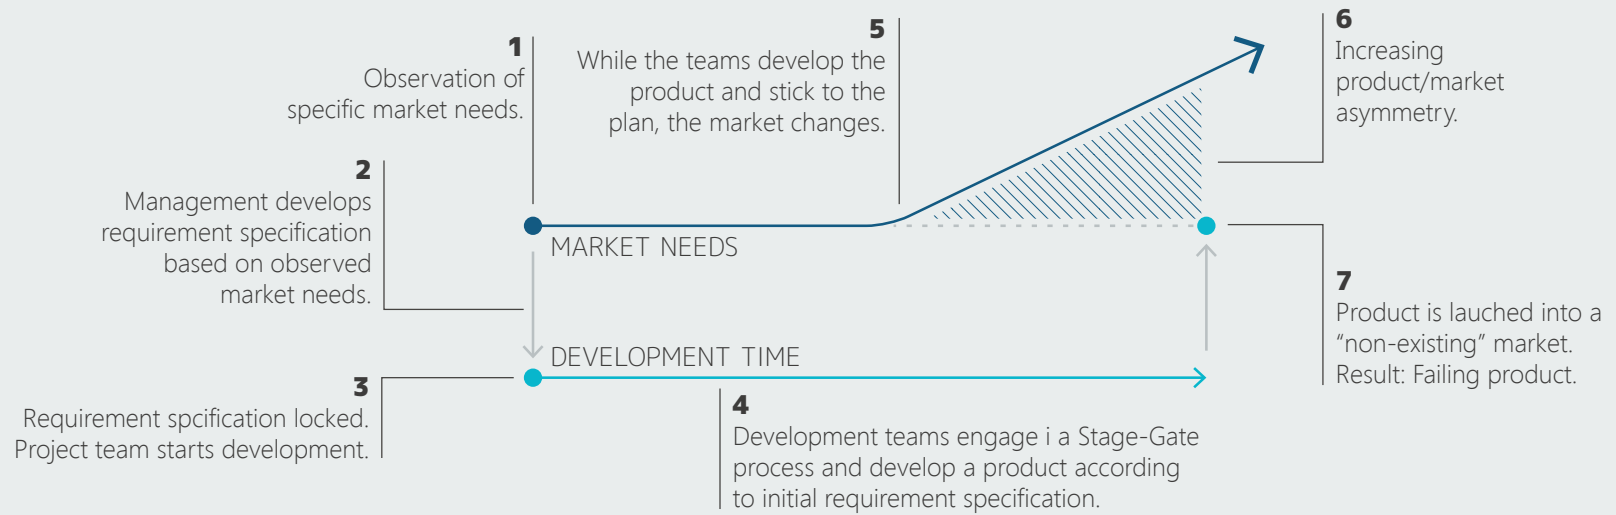 1
Observation of
specific market needs.
2
Management develops
requirement specification
based on observed
market needs.
3
Requirement spcification locked.
Project team starts development.
4
Development teams engage i a Stage-Gate
process and develop a product according
to initial requirement specification.
5
While the teams develop the
product and stick to the
plan, the market changes.
6
Increasing
product/market
asymmetry.
7
Product is lauched into a
“non-existing” market.
Result: Failing product.
MARKET NEEDS
DEVELOPMENT TIME